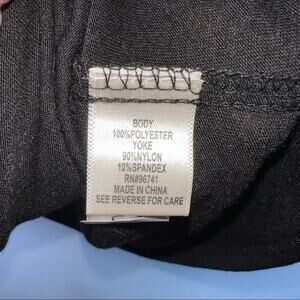 BODY
100%POLYESTER
YOKE
90%NYLON
10%SPANDEX
RN#96741
MADE IN CHINA
SEE REVERSE FOR CARE